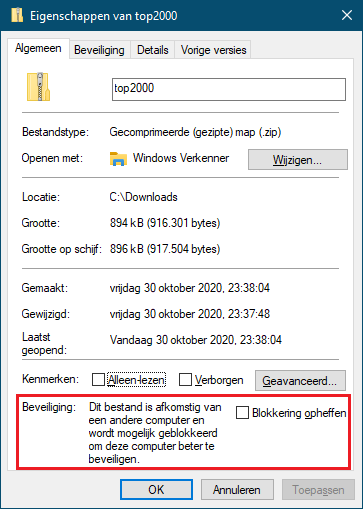 Eigenschappen van top2000
Algemeen Beveiliging Details Vorige versies
top2000
Bestandstype: Gecomprimeerde (gezipte) map (.zip)
Openen met: Windows Verkenner Wijzigen...
Locatie: C:\Downloads
Grootte: 894 kB (916.301 bytes)
Grootte op schijf: 896 kB (917.504 bytes)
Gemaakt: vrijdag 30 oktober 2020, 23:38:04
Gewijzigd: vrijdag 30 oktober 2020, 23:37:48
Laatst geopend: Vandaag 30 oktober 2020, 23:38:04
Kenmerken: Alleen-lezen Verborgen Geavanceerd...
Beveiliging: Dit bestand is afkomstig van Blokkering opheffen
een andere computer en
wordt mogelijk geblokkeerd
om deze computer beter te
beveiligen.
OK Annuleren Toepassen